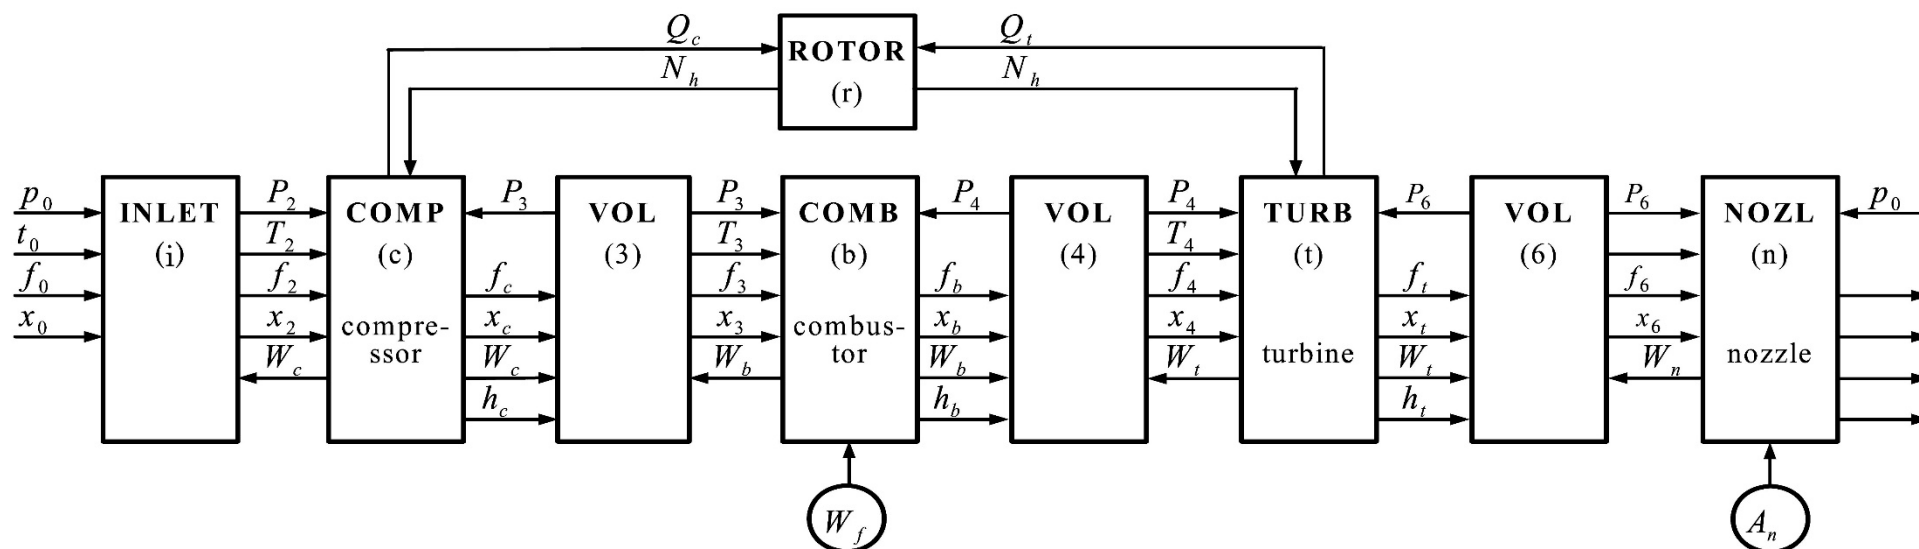 Q_c
Q_t
ROTOR
N_h
N_h
(r)
p_0
P_2
P_3
P_3
P_4
P_4
P_6
P_6
p_0
INLET
COMP
VOL
COMB
VOL
TURB
VOL
NOZL
t_0
T_2
T_3
T_4
(i)
(c)
(3)
(b)
(4)
(t)
(6)
(n)
f_0
f_2
f_c
f_3
f_b
f_4
f_t
f_6
x_0
x_2
compre-
ssor
x_c
x_3
combus-
tor
x_b
x_4
turbine
x_t
x_6
nozzle
W_c
W_c
W_b
W_b
W_t
W_t
W_n
h_c
h_b
h_t
W_f
A_n